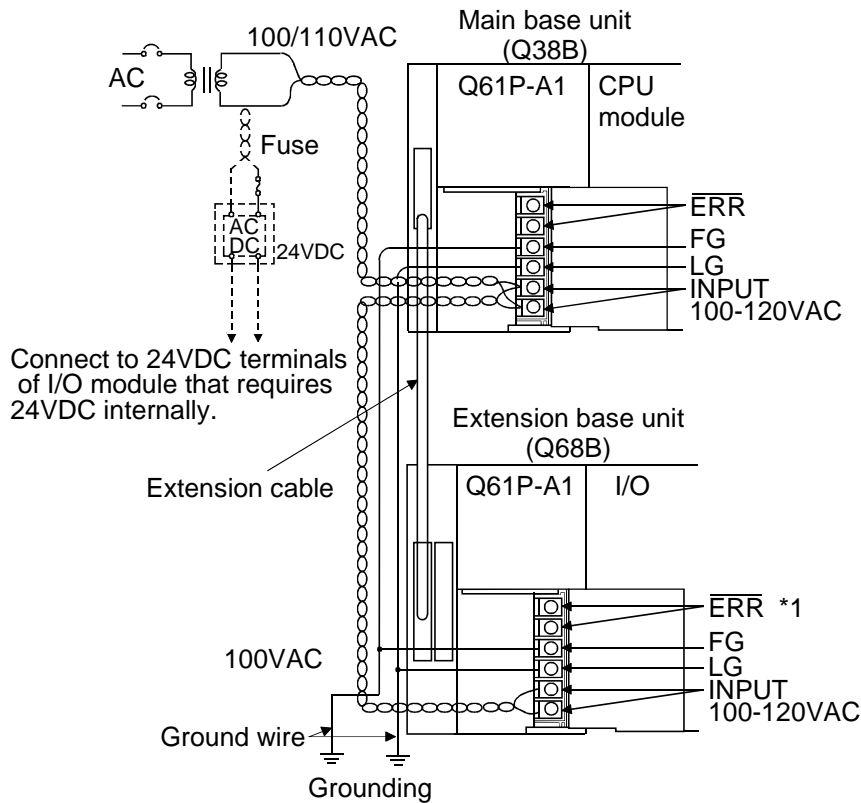 Main base unit
(Q38B)
100/110VAC
AC
Q61P-A1
CPU
module
Fuse
AC
DC
24VDC
ERR
FG
LG
INPUT
100-120VAC
Connect to 24VDC terminals
of I/O module that requires
24VDC internally.
Extension base unit
(Q68B)
Extension cable
Q61P-A1
I/O
ERR *1
FG
LG
INPUT
100-120VAC
100VAC
Ground wire
Grounding